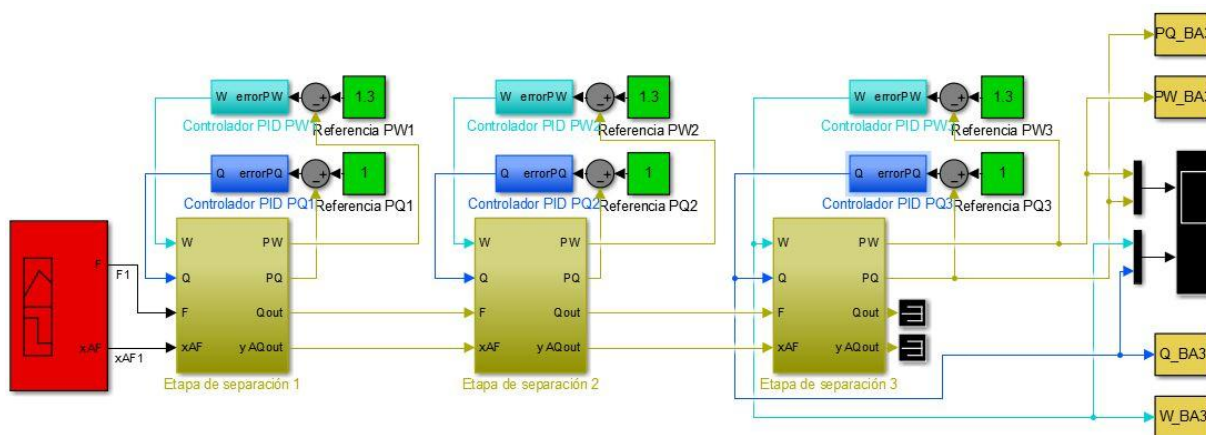 PQ_BA3
W errorPW
1.3
W errorPW
1.3
W errorPW
1.3
PW_BA3
Controlador PID PW1
Referencia PW1
Controlador PID PW2
Referencia PW2
Controlador PID PW3
Referencia PW3
Q errorPQ
1
Q errorPQ
1
Q errorPQ
1
Controlador PID PQ1
Referencia PQ1
Controlador PID PQ2
Referencia PQ2
Controlador PID PQ3
Referencia PQ3
F
F1
xAF
xAF1
W PW
Q PQ
F Qout
xAF y AQout
Etapa de separación 1
W PW
Q PQ
F Qout
xAF y AQout
Etapa de separación 2
W PW
Q PQ
F Qout
xAF y AQout
Etapa de separación 3
Q_BA3
W_BA3